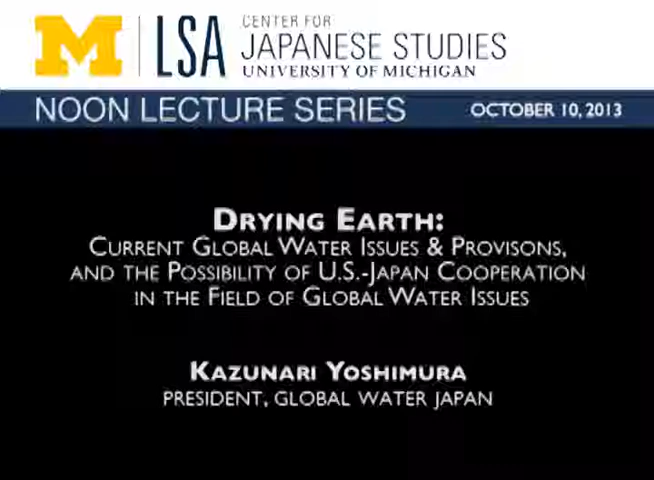 M LSA CENTER FOR
JAPANESE STUDIES
UNIVERSITY OF MICHIGAN
NOON LECTURE SERIES OCTOBER 10, 2013
DRYING EARTH:
CURRENT GLOBAL WATER ISSUES & PROVISONS,
AND THE POSSIBILITY OF U.S.-JAPAN COOPERATION
IN THE FIELD OF GLOBAL WATER ISSUES
KAZUNARI YOSHIMURA
PRESIDENT, GLOBAL WATER JAPAN